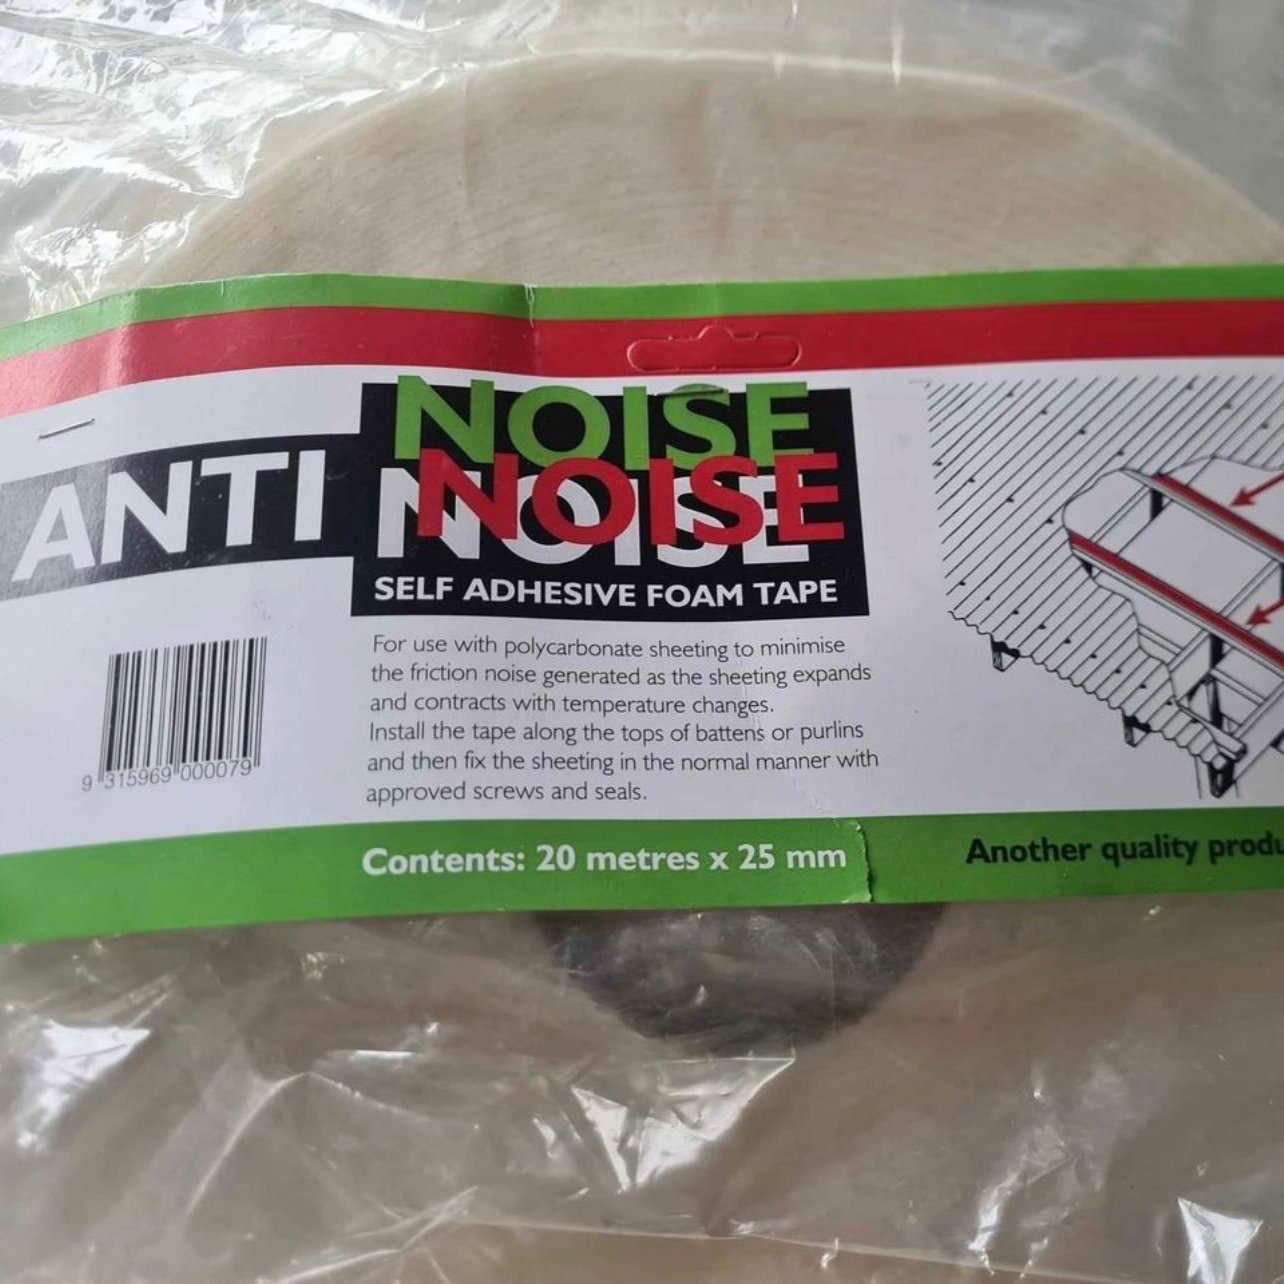 ANTI
NOISE
NOISE
NOISE
SELF ADHESIVE FOAM TAPE
For use with polycarbonate sheeting to minimise
the friction noise generated as the sheeting expands
and contracts with temperature changes.
Install the tape along the tops of battens or purlins
and then fix the sheeting in the normal manner with
approved screws and seals.
9 315969 000079
Contents: 20 metres x 25 mm
Another quality produ